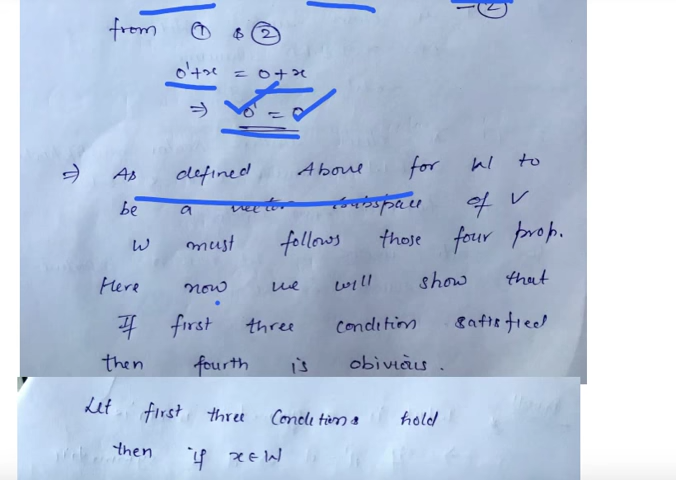 - ②
from ① & ②
0'+x = 0+x
⇒ 0' = 0
⇒) As defined Above for W to
be a vector subspace of V
W must follows those four prop.
Here now we will show that
If first three condition satisfied
then fourth is obivious.
Let first three Conditions hold
then if x∈W